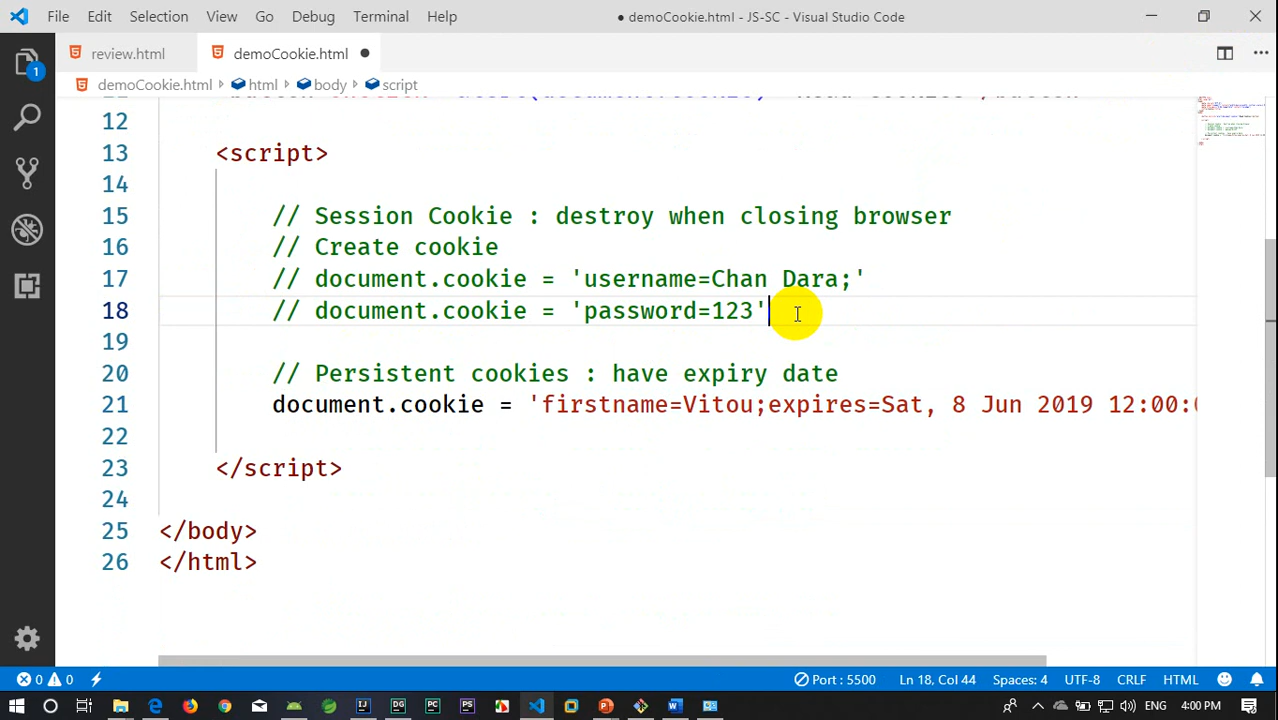 File Edit Selection View Go Debug Terminal Help
● demoCookie.html - JS-SC - Visual Studio Code
review.html
demoCookie.html ●
demoCookie.html html body script
1
12
13 <script>
14
15 // Session Cookie : destroy when closing browser
16 // Create cookie
17 // document.cookie = 'username=Chan Dara;'
18 // document.cookie = 'password=123'
19
20 // Persistent cookies : have expiry date
21 document.cookie = 'firstname=Vitou;expires=Sat, 8 Jun 2019 12:00:
22
23 </script>
24
25 </body>
26 </html>
0 0 Port : 5500 Ln 18, Col 44 Spaces: 4 UTF-8 CRLF HTML
ENG 4:00 PM